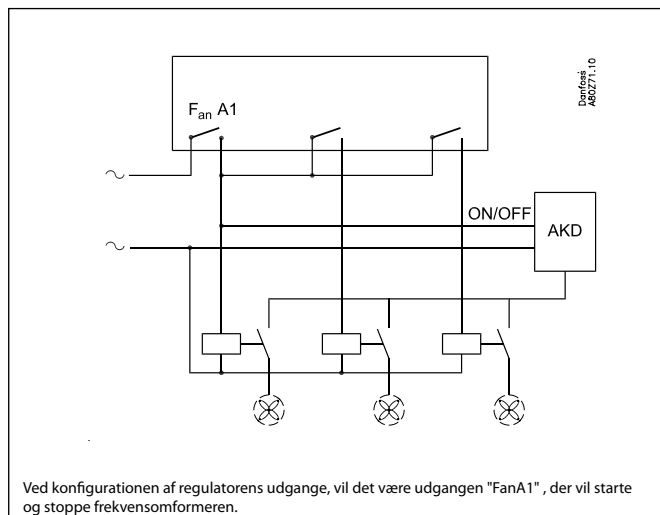 Danfoss
A80Z71.10
Fan A1
ON/OFF
AKD
Ved konfigurationen af regulatorens udgange, vil det være udgangen "FanA1" , der vil starte
og stoppe frekvensomformeren.